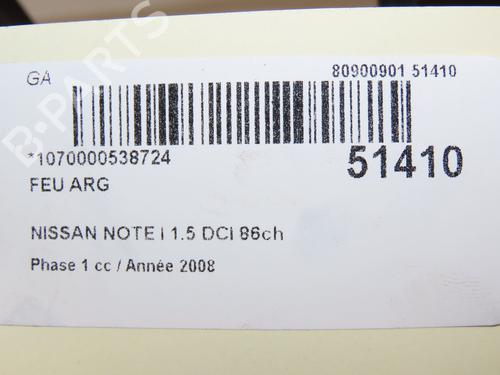 GA
80900901 51410
*1070000538724
51410
FEU ARG
NISSAN NOTE I 1.5 DCI 86ch
Phase 1 cc / Année 2008
B-PARTS